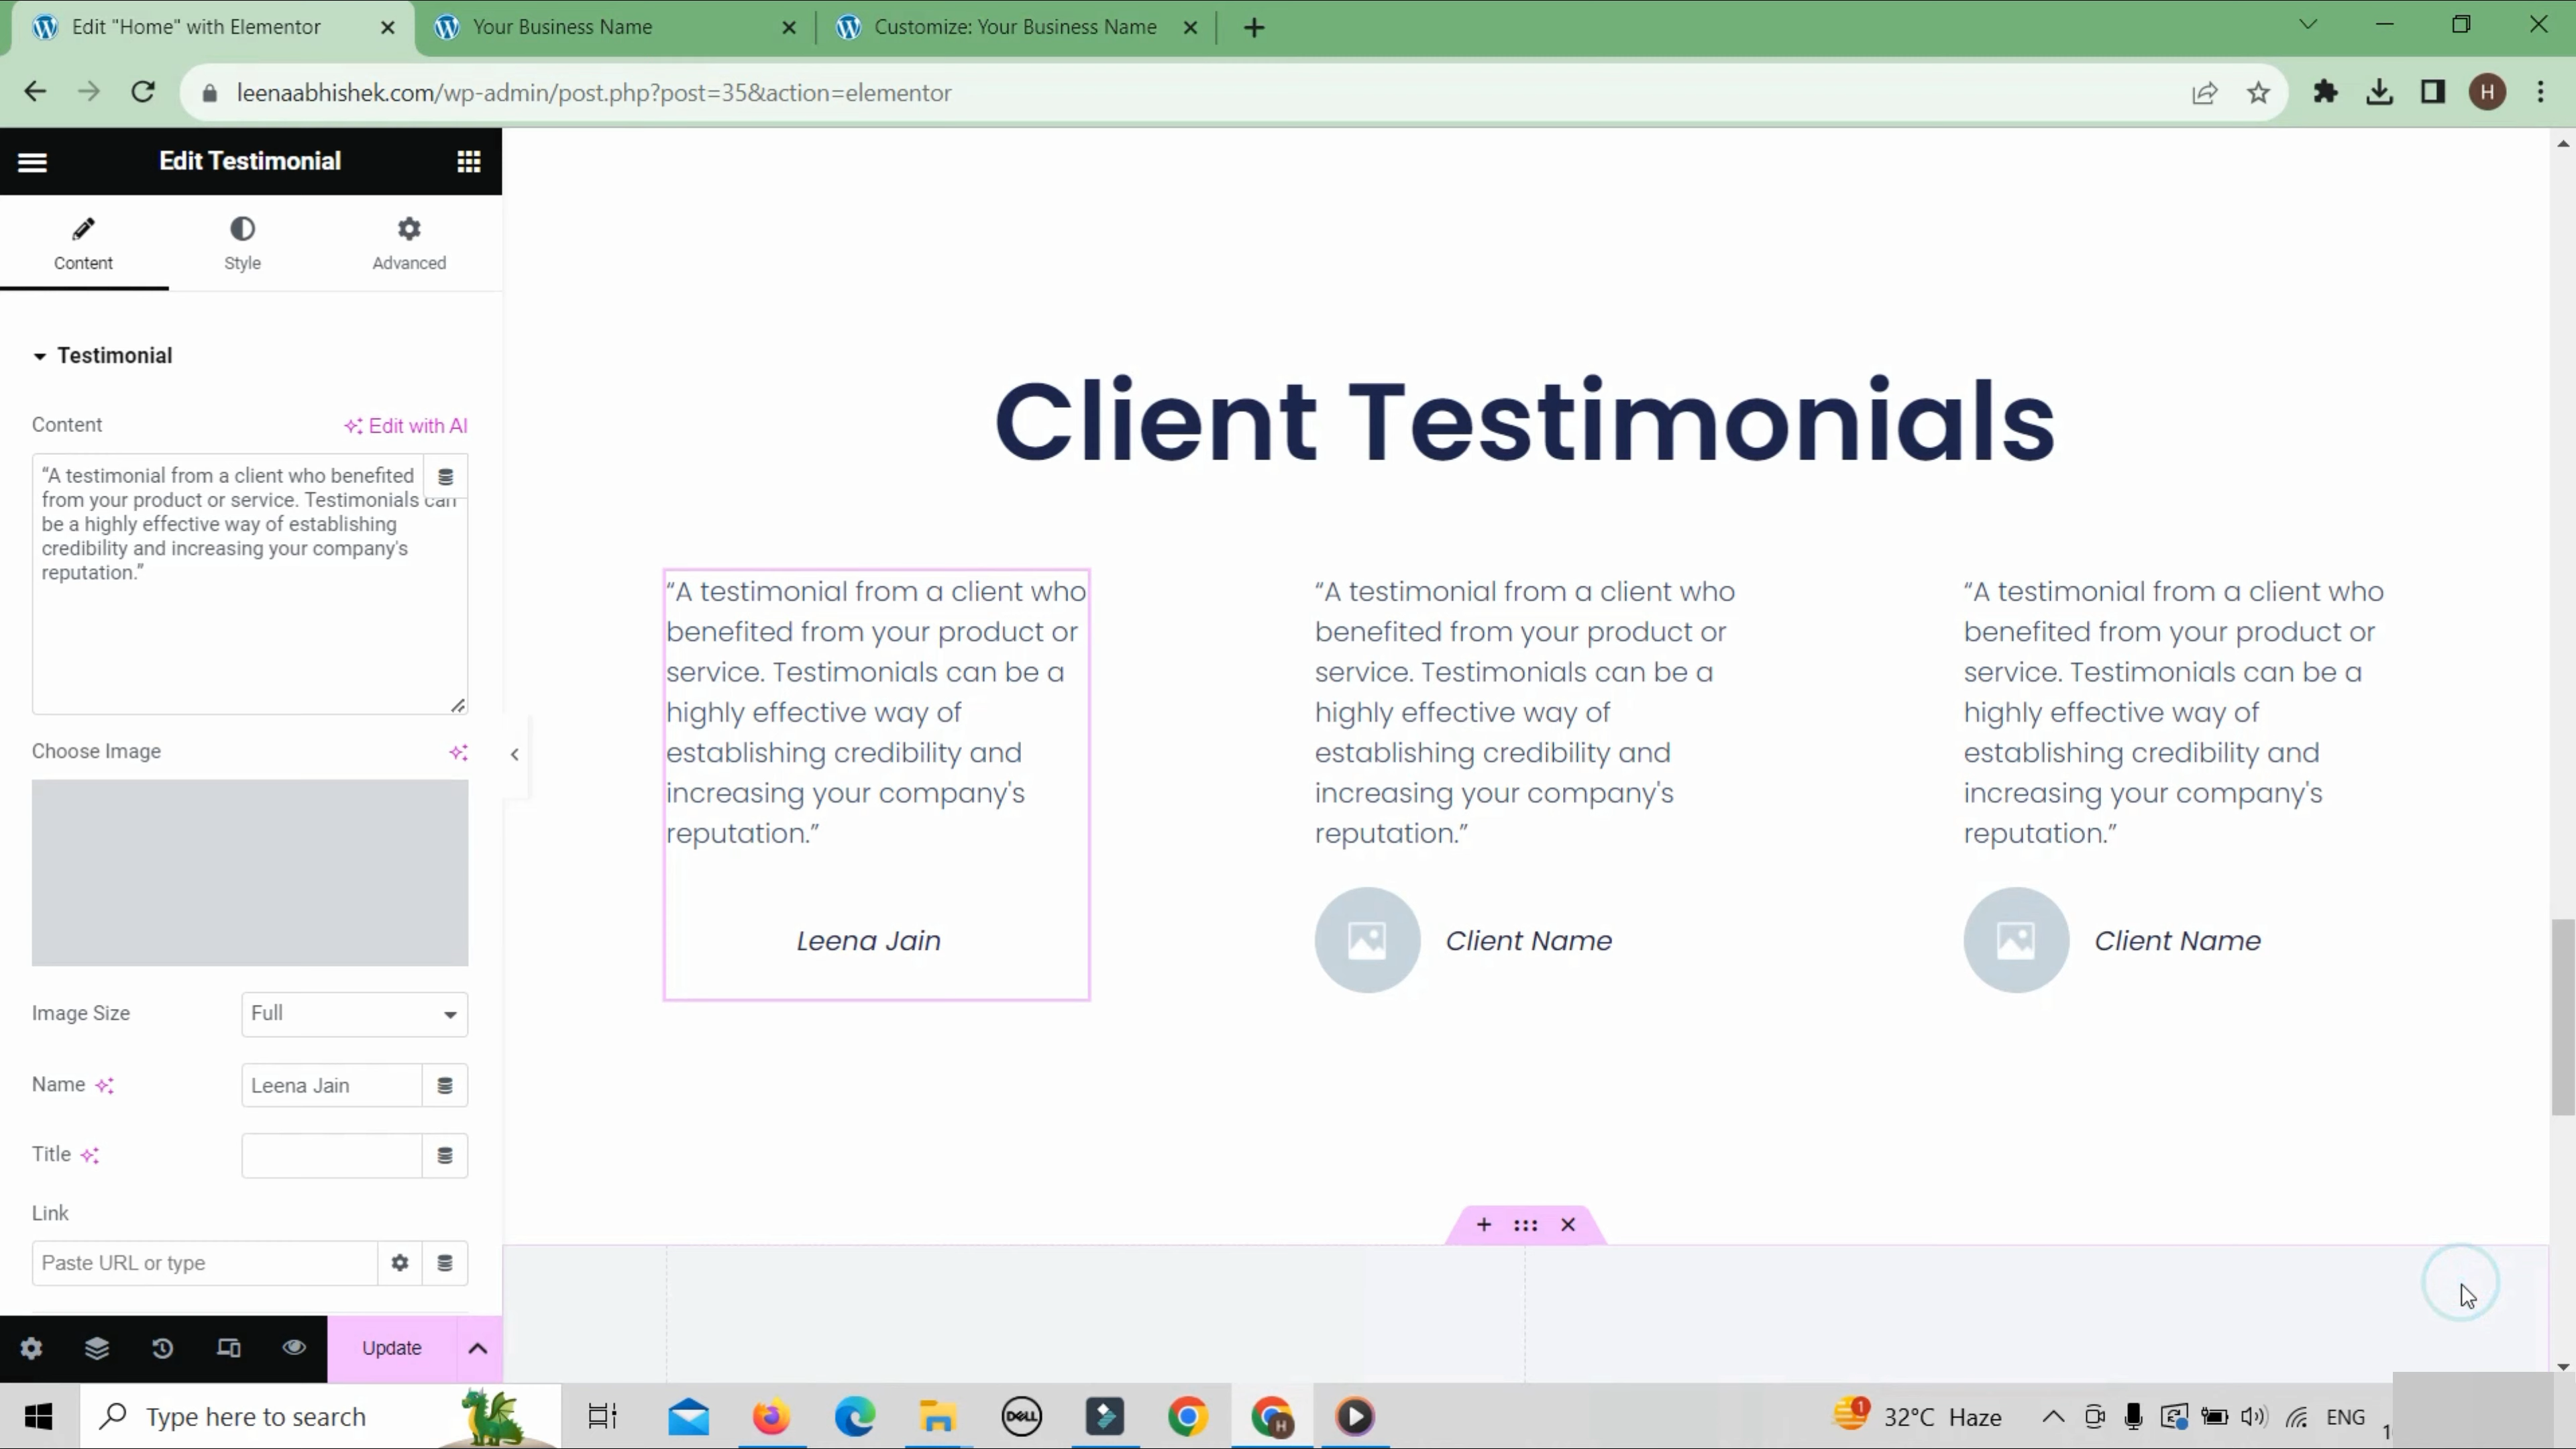 Edit "Home" with Elementor
Your Business Name
Customize: Your Business Name
leenaabhishek.com/wp-admin/post.php?post=35&action=elementor
H
Edit Testimonial
Content
Style
Advanced
Testimonial
Content
Edit with AI
“A testimonial from a client who benefited
from your product or service. Testimonials can
be a highly effective way of establishing
credibility and increasing your company's
reputation.”
Choose Image
Image Size
Full
Name
Leena Jain
Title
Link
Paste URL or type
Update
Client Testimonials
“A testimonial from a client who
benefited from your product or
service. Testimonials can be a
highly effective way of
establishing credibility and
increasing your company's
reputation.”
Leena Jain
“A testimonial from a client who
benefited from your product or
service. Testimonials can be a
highly effective way of
establishing credibility and
increasing your company's
reputation.”
Client Name
“A testimonial from a client who
benefited from your product or
service. Testimonials can be a
highly effective way of
establishing credibility and
increasing your company's
reputation.”
Client Name
Type here to search
DELL
H
1
32°C Haze
ENG